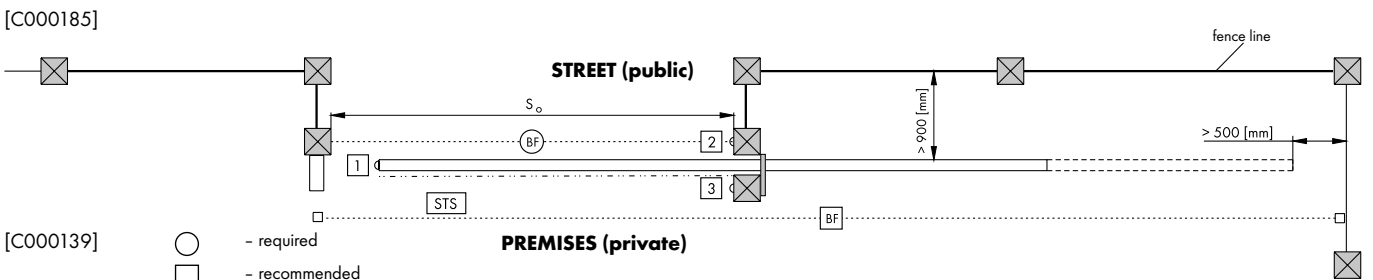 [C000185]
fence line
STREET (public)
S o
> 900 [mm]
> 500 [mm]
BF
2
1
3
STS
BF
[C000139]
– required
PREMISES (private)
– recommended